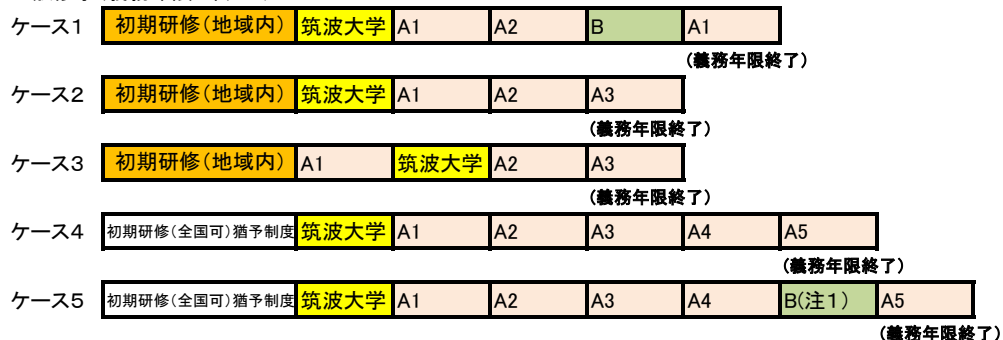 ケース1 初期研修(地域内) 筑波大学 A1 A2 B A1
(義務年限終了)
ケース2 初期研修(地域内) 筑波大学 A1 A2 A3
(義務年限終了)
ケース3 初期研修(地域内) A1 筑波大学 A2 A3
(義務年限終了)
ケース4 初期研修(全国可)猶予制度 筑波大学 A1 A2 A3 A4 A5
(義務年限終了)
ケース5 初期研修(全国可)猶予制度 筑波大学 A1 A2 A3 A4 B(注1) A5
(義務年限終了)